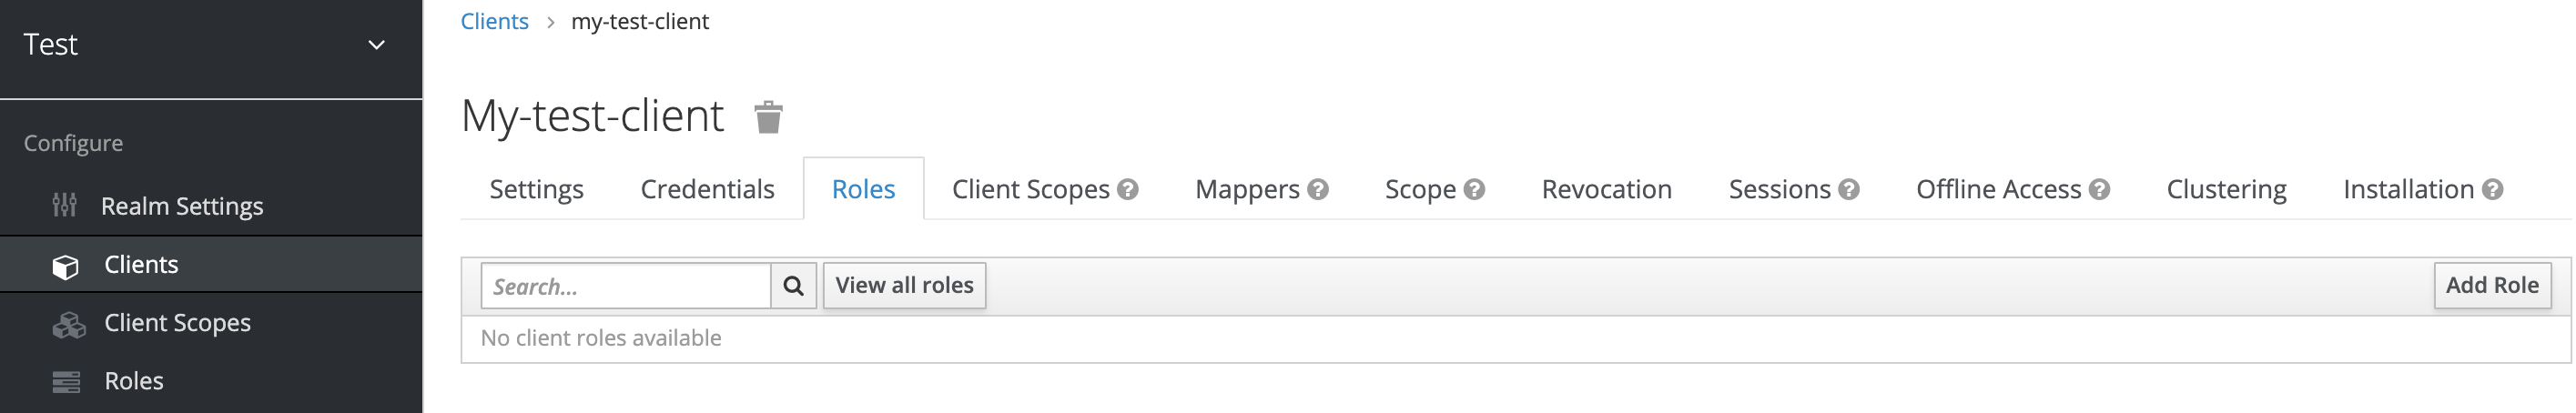 Test
Configure
Realm Settings
Clients
Client Scopes
Roles
Clients > my-test-client
My-test-client
Settings Credentials Roles Client Scopes ? Mappers ? Scope ? Revocation Sessions ? Offline Access ? Clustering Installation ?
Search... View all roles Add Role
No client roles available